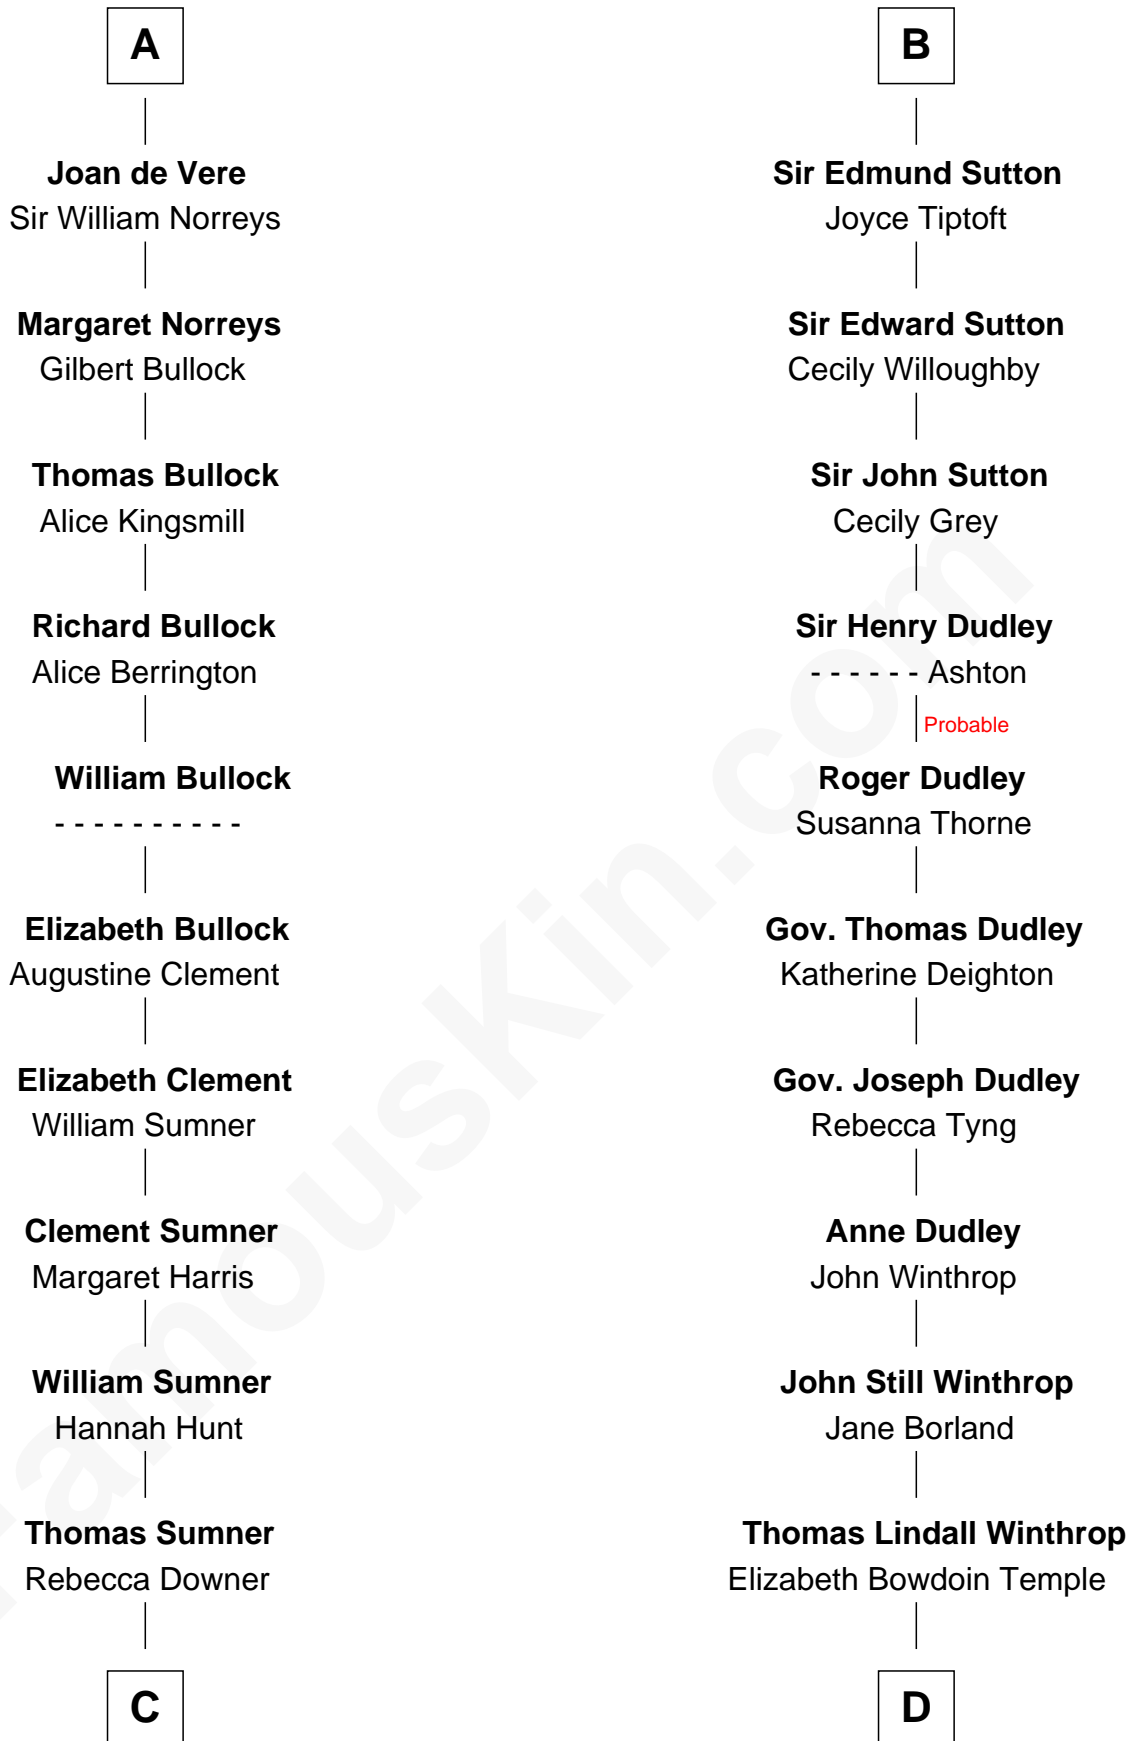 A
Joan de Vere
Sir William Norreys
Margaret Norreys
Gilbert Bullock
Thomas Bullock
Alice Kingsmill
Richard Bullock
Alice Berrington
William Bullock
- - - - - - - - - -
Elizabeth Bullock
Augustine Clement
Elizabeth Clement
William Sumner
Clement Sumner
Margaret Harris
William Sumner
Hannah Hunt
Thomas Sumner
Rebecca Downer
C
B
Sir Edmund Sutton
Joyce Tiptoft
Sir Edward Sutton
Cecily Willoughby
Sir John Sutton
Cecily Grey
Sir Henry Dudley
- - - - - - Ashton
Probable
Roger Dudley
Susanna Thorne
Gov. Thomas Dudley
Katherine Deighton
Gov. Joseph Dudley
Rebecca Tyng
Anne Dudley
John Winthrop
John Still Winthrop
Jane Borland
Thomas Lindall Winthrop
Elizabeth Bowdoin Temple
D
FamousKin.com